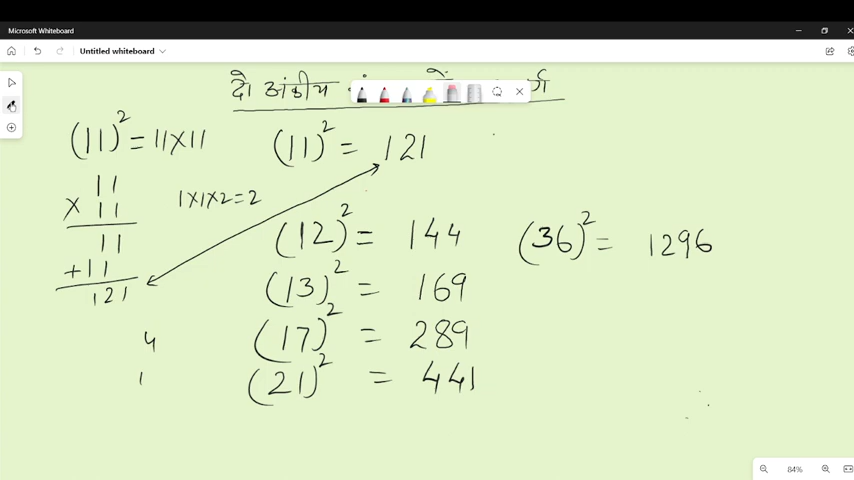 Microsoft Whiteboard
Untitled whiteboard
दो अंकीय
(11)² = 11×11
(11)² = 121
11
× 11
11
+11
121
1×1×2=2
(12)² = 144
(36)² = 1296
(13)² = 169
(17)² = 289
4
(21)² = 441
1
84%